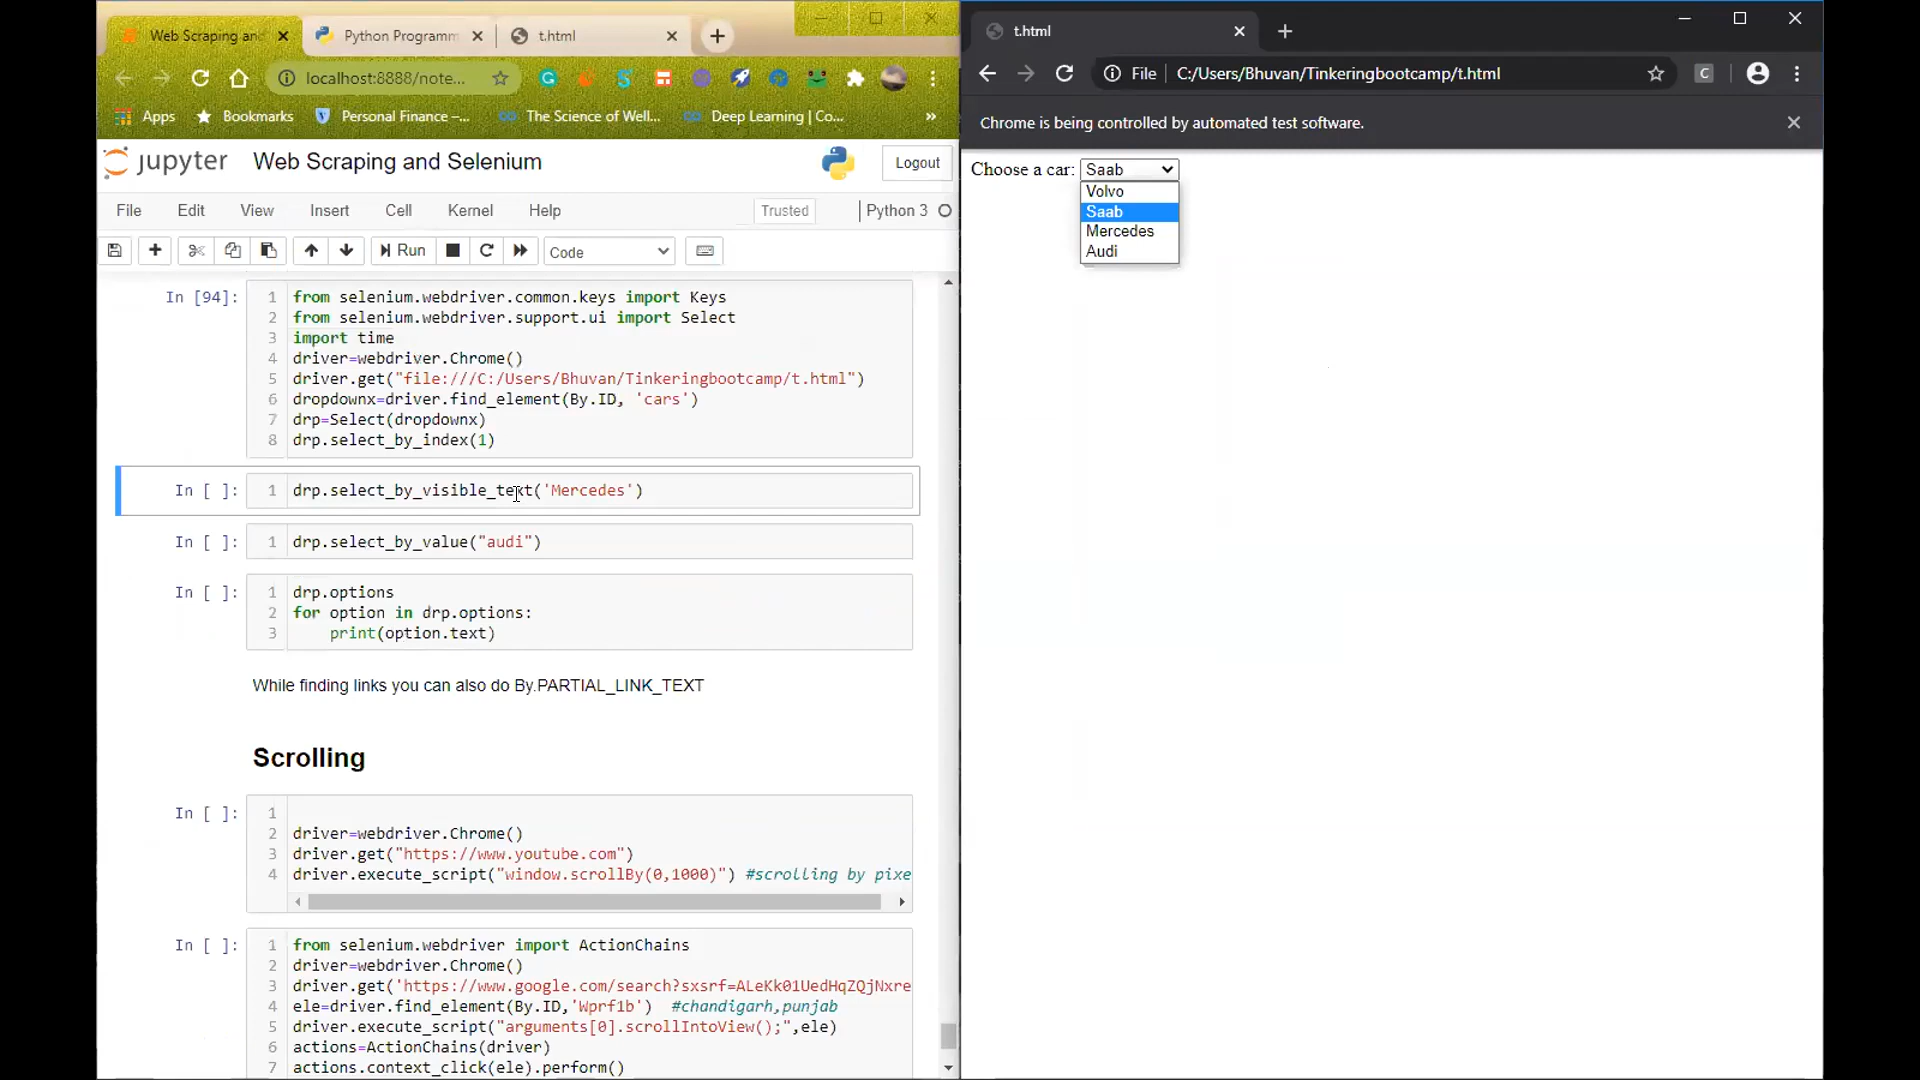 Web Scraping and
Python Programm
t.html
localhost:8888/note...
Apps
Bookmarks
Personal Finance –...
The Science of Well...
Deep Learning | Co...
»
jupyter
Web Scraping and Selenium
Logout
File
Edit
View
Insert
Cell
Kernel
Help
Trusted
Python 3
Run
Code
In [94]:
1 from selenium.webdriver.common.keys import Keys
2 from selenium.webdriver.support.ui import Select
3 import time
4 driver=webdriver.Chrome()
5 driver.get("file:///C:/Users/Bhuvan/Tinkeringbootcamp/t.html")
6 dropdownx=driver.find_element(By.ID, 'cars')
7 drp=Select(dropdownx)
8 drp.select_by_index(1)
In [ ]:
1 drp.select_by_visible_text('Mercedes')
In [ ]:
1 drp.select_by_value("audi")
In [ ]:
1 drp.options
2 for option in drp.options:
3 print(option.text)
While finding links you can also do By.PARTIAL_LINK_TEXT
Scrolling
In [ ]:
1
2 driver=webdriver.Chrome()
3 driver.get("https://www.youtube.com")
4 driver.execute_script("window.scrollBy(0,1000)") #scrolling by pixe
In [ ]:
1 from selenium.webdriver import ActionChains
2 driver=webdriver.Chrome()
3 driver.get('https://www.google.com/search?sxsrf=ALeKk01UedHqZQjNxre
4 ele=driver.find_element(By.ID,'Wprf1b') #chandigarh,punjab
5 driver.execute_script("arguments[0].scrollIntoView();",ele)
6 actions=ActionChains(driver)
7 actions.context_click(ele).perform()
t.html
File
C:/Users/Bhuvan/Tinkeringbootcamp/t.html
C
Chrome is being controlled by automated test software.
Choose a car: Saab
Volvo
Saab
Mercedes
Audi